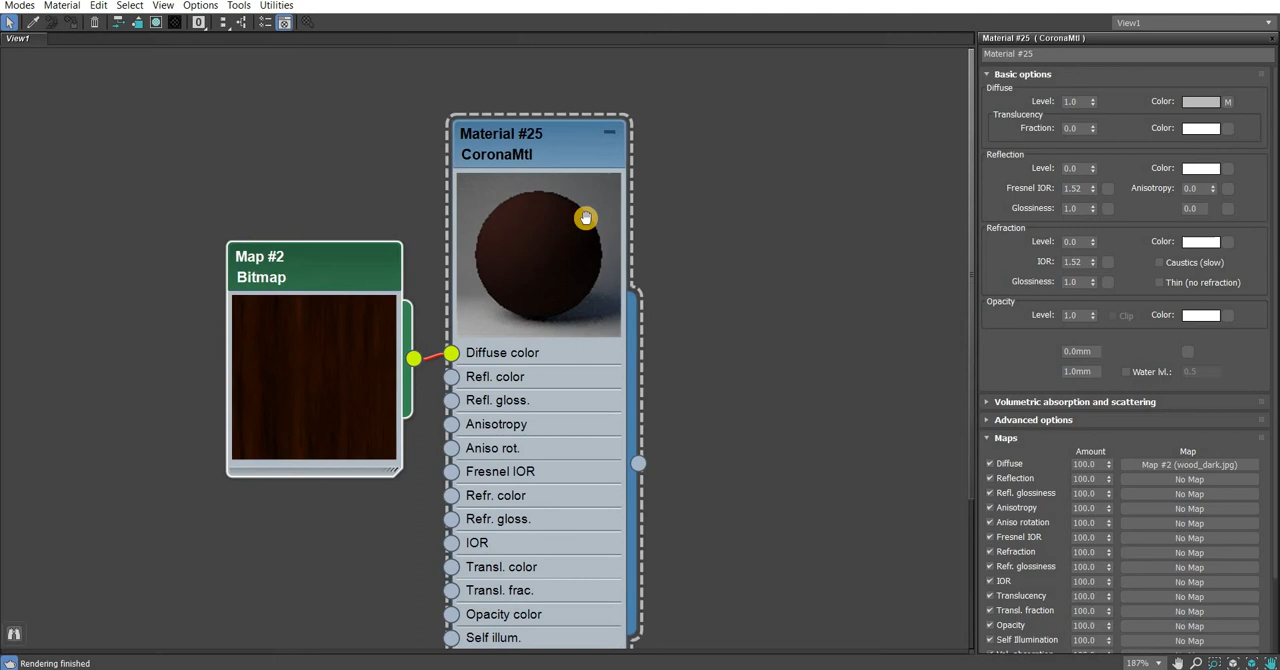 Modes Material Edit Select View Options Tools Utilities
0 View1
View1 Material #25 ( CoronaMtl )
Material #25
Basic options
Diffuse
Level: 1.0 Color: M
Translucency
Fraction: 0.0 Color:
Reflection
Level: 0.0 Color:
Fresnel IOR: 1.52 Anisotropy: 0.0
Glossiness: 1.0 0.0
Refraction
Level: 0.0 Color:
IOR: 1.52 Caustics (slow)
Glossiness: 1.0 Thin (no refraction)
Opacity
Level: 1.0 Clip Color:
0.0mm
1.0mm Water lvl.: 0.5
Volumetric absorption and scattering
Advanced options
Maps
Amount Map
Diffuse 100.0 Map #2 (wood_dark.jpg)
Reflection 100.0 No Map
Refl. glossiness 100.0 No Map
Anisotropy 100.0 No Map
Aniso rotation 100.0 No Map
Fresnel IOR 100.0 No Map
Refraction 100.0 No Map
Refr. glossiness 100.0 No Map
IOR 100.0 No Map
Translucency 100.0 No Map
Transl. fraction 100.0 No Map
Opacity 100.0 No Map
Self Illumination 100.0 No Map
Material #25
CoronaMtl
Map #2
Bitmap
Diffuse color
Refl. color
Refl. gloss.
Anisotropy
Aniso rot.
Fresnel IOR
Refr. color
Refr. gloss.
IOR
Transl. color
Transl. frac.
Opacity color
Self illum.
Rendering finished 187%